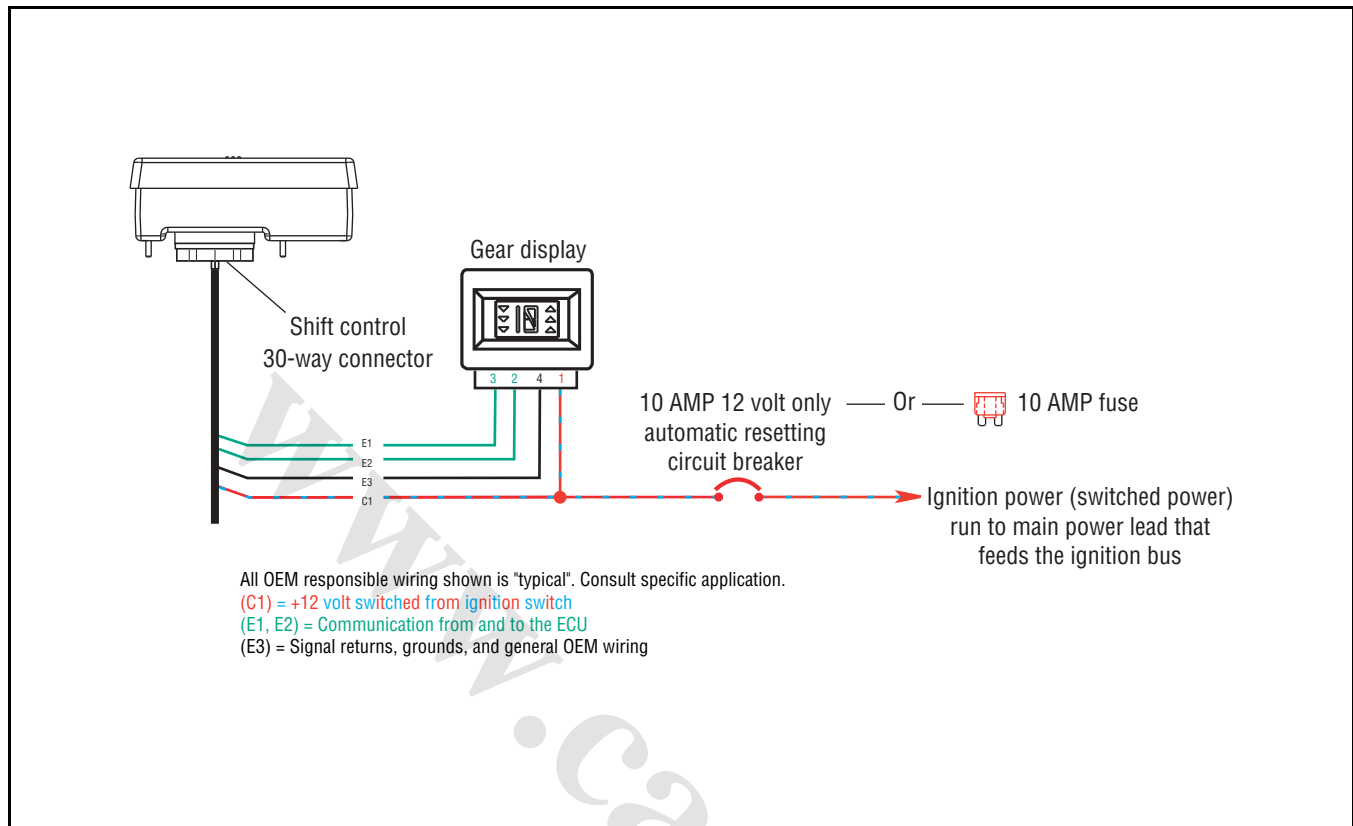 Gear display
Shift control
30-way connector
3 2 4 1
10 AMP 12 volt only
automatic resetting
circuit breaker
Or
10 AMP fuse
E1
E2
E3
C1
Ignition power (switched power)
run to main power lead that
feeds the ignition bus
All OEM responsible wiring shown is "typical". Consult specific application.
(C1) = +12 volt switched from ignition switch
(E1, E2) = Communication from and to the ECU
(E3) = Signal returns, grounds, and general OEM wiring
www.ca